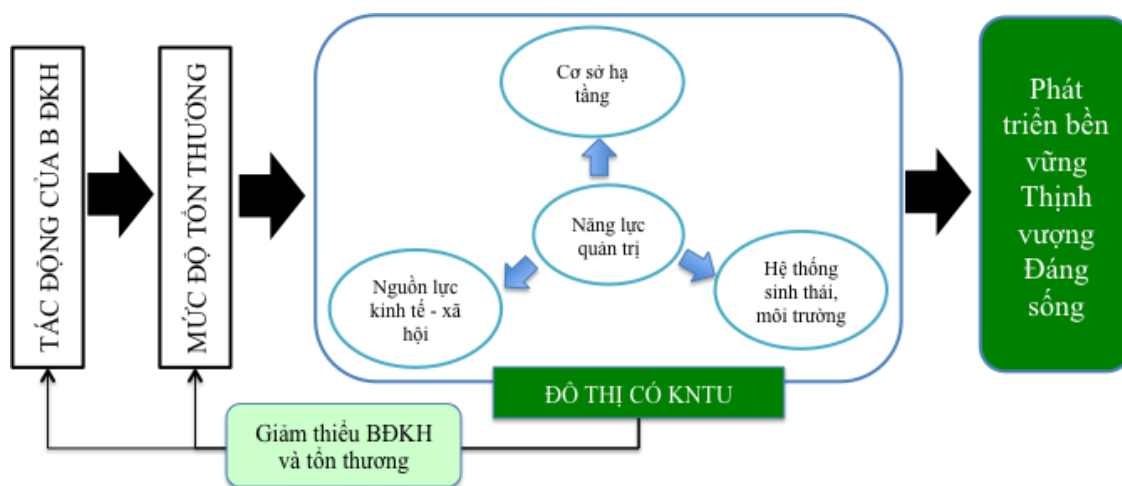 TÁC ĐỘNG CỦA B ĐKH
MỨC ĐỘ TỔN THƯƠNG
Cơ sở hạ
tầng
Năng lực
quản trị
Nguồn lực
kinh tế - xã
hội
Hệ thống
sinh thái,
môi trường
ĐÔ THỊ CÓ KNTU
Giảm thiểu BĐKH
và tổn thương
Phát
triển bền
vững
Thịnh
vượng
Đáng
sống